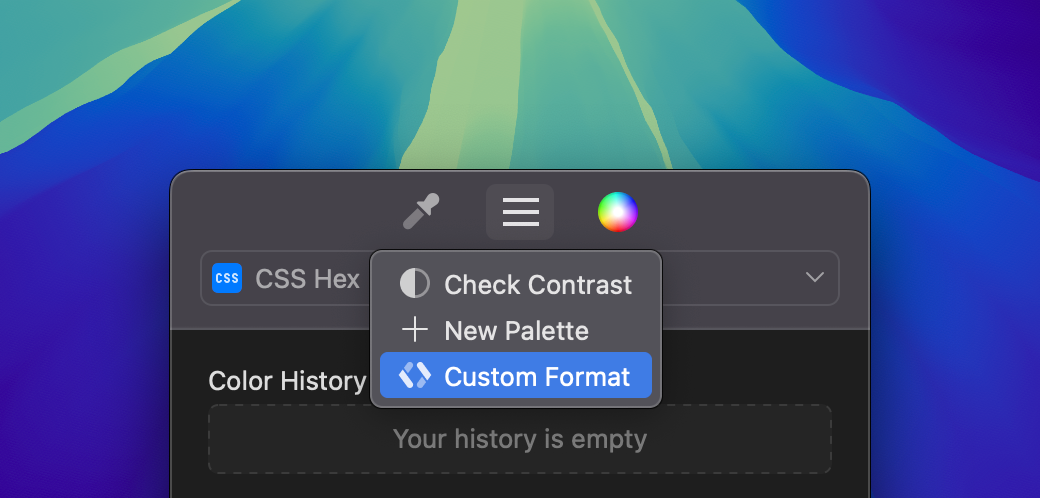 CSS CSS Hex
Check Contrast
New Palette
Custom Format
Color History
Your history is empty